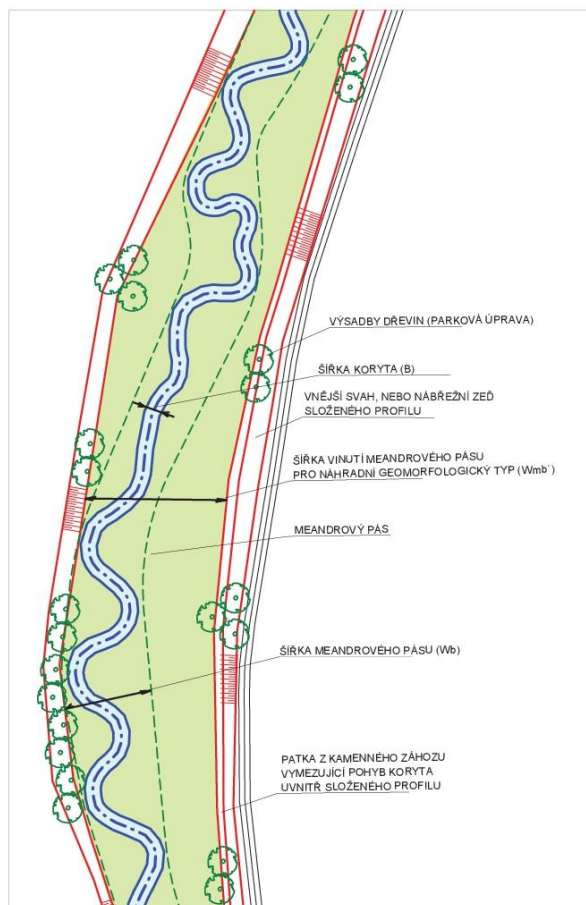 VÝSADBY DŘEVIN (PARKOVÁ ÚPRAVA)
ŠÍŘKA KORYTA (B)
VNĚJŠÍ SVAH, NEBO NÁBŘEŽNÍ ZEĎ
SLOŽENÉHO PROFILU
ŠÍŘKA VINUTÍ MEANDROVÉHO PÁSU
PRO NÁHRADNÍ GEOMORFOLOGICKÝ TYP (Wmb´)
MEANDROVÝ PÁS
ŠÍŘKA MEANDROVÉHO PÁSU (Wb)
PATKA Z KAMENNÉHO ZÁHOZU
VYMEZUJÍCÍ POHYB KORYTA
UVNITŘ SLOŽENÉHO PROFILU